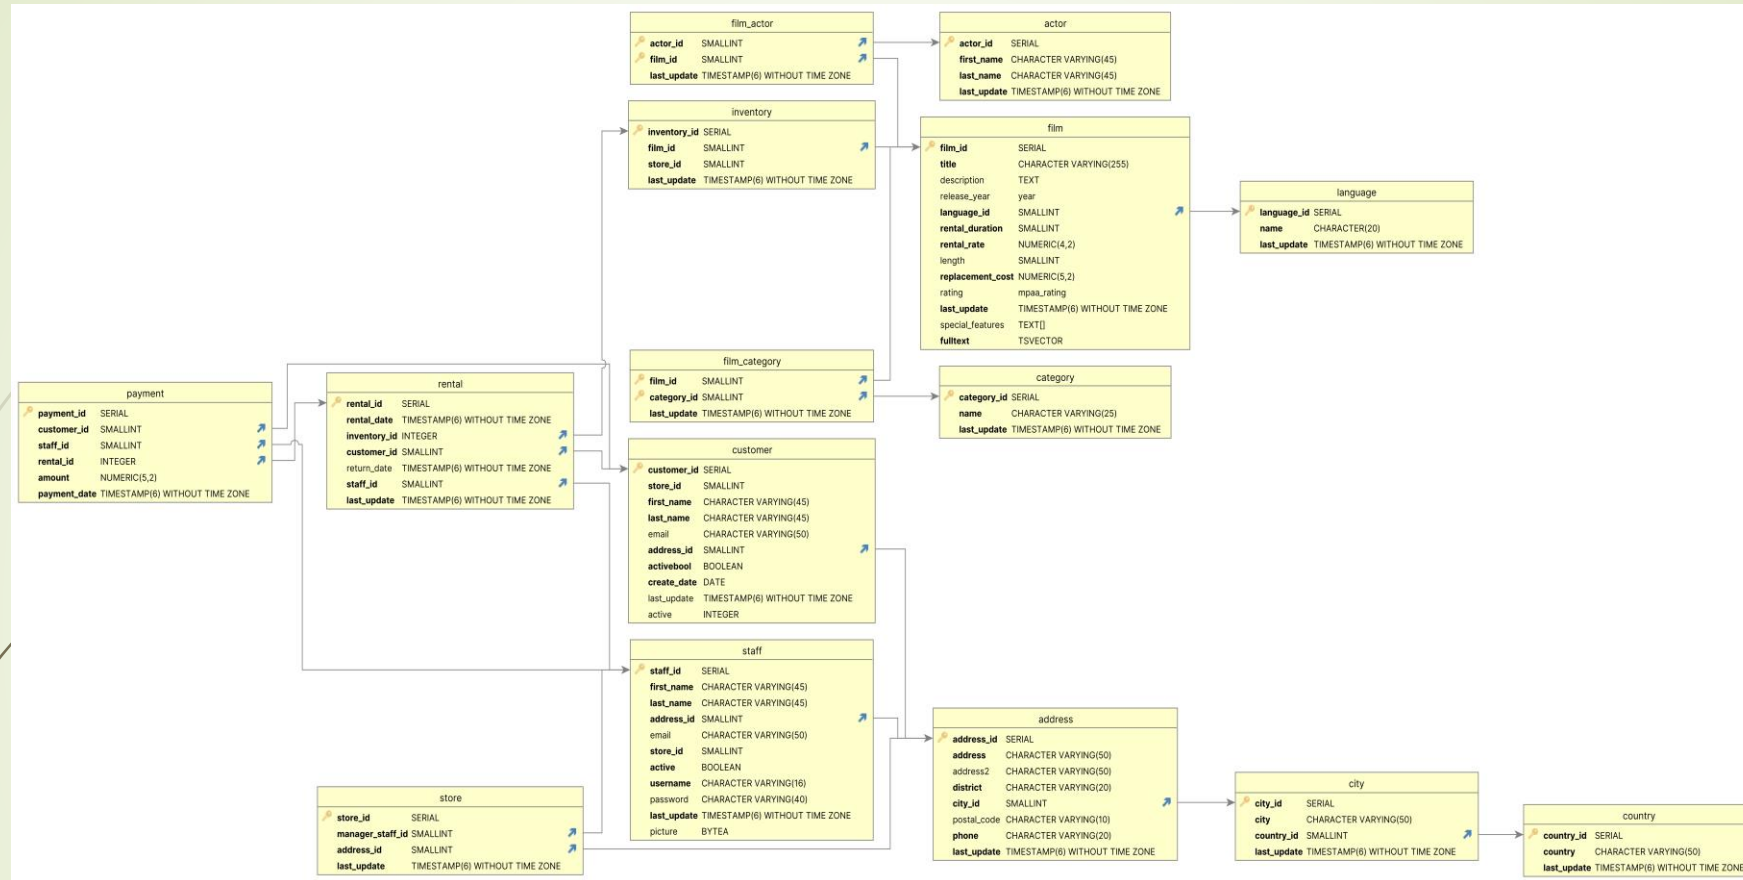 film_actor
actor_id SMALLINT
film_id SMALLINT
last_update TIMESTAMP(6) WITHOUT TIME ZONE
actor
actor_id SERIAL
first_name CHARACTER VARYING(45)
last_name CHARACTER VARYING(45)
last_update TIMESTAMP(6) WITHOUT TIME ZONE
inventory
inventory_id SERIAL
film_id SMALLINT
store_id SMALLINT
last_update TIMESTAMP(6) WITHOUT TIME ZONE
film
film_id SERIAL
title CHARACTER VARYING(255)
description TEXT
release_year year
language_id SMALLINT
rental_duration SMALLINT
rental_rate NUMERIC(4,2)
length SMALLINT
replacement_cost NUMERIC(5,2)
rating mpaa_rating
last_update TIMESTAMP(6) WITHOUT TIME ZONE
special_features TEXT[]
fulltext TSVECTOR
language
language_id SERIAL
name CHARACTER(20)
last_update TIMESTAMP(6) WITHOUT TIME ZONE
film_category
film_id SMALLINT
category_id SMALLINT
last_update TIMESTAMP(6) WITHOUT TIME ZONE
category
category_id SERIAL
name CHARACTER VARYING(25)
last_update TIMESTAMP(6) WITHOUT TIME ZONE
payment
payment_id SERIAL
customer_id SMALLINT
staff_id SMALLINT
rental_id INTEGER
amount NUMERIC(5,2)
payment_date TIMESTAMP(6) WITHOUT TIME ZONE
rental
rental_id SERIAL
rental_date TIMESTAMP(6) WITHOUT TIME ZONE
inventory_id INTEGER
customer_id SMALLINT
return_date TIMESTAMP(6) WITHOUT TIME ZONE
staff_id SMALLINT
last_update TIMESTAMP(6) WITHOUT TIME ZONE
customer
customer_id SERIAL
store_id SMALLINT
first_name CHARACTER VARYING(45)
last_name CHARACTER VARYING(45)
email CHARACTER VARYING(50)
address_id SMALLINT
activebool BOOLEAN
create_date DATE
last_update TIMESTAMP(6) WITHOUT TIME ZONE
active INTEGER
staff
staff_id SERIAL
first_name CHARACTER VARYING(45)
last_name CHARACTER VARYING(45)
address_id SMALLINT
email CHARACTER VARYING(50)
store_id SMALLINT
active BOOLEAN
username CHARACTER VARYING(16)
password CHARACTER VARYING(40)
last_update TIMESTAMP(6) WITHOUT TIME ZONE
picture BYTEA
store
store_id SERIAL
manager_staff_id SMALLINT
address_id SMALLINT
last_update TIMESTAMP(6) WITHOUT TIME ZONE
address
address_id SERIAL
address CHARACTER VARYING(50)
address2 CHARACTER VARYING(50)
district CHARACTER VARYING(20)
city_id SMALLINT
postal_code CHARACTER VARYING(10)
phone CHARACTER VARYING(20)
last_update TIMESTAMP(6) WITHOUT TIME ZONE
city
city_id SERIAL
city CHARACTER VARYING(50)
country_id SMALLINT
last_update TIMESTAMP(6) WITHOUT TIME ZONE
country
country_id SERIAL
country CHARACTER VARYING(50)
last_update TIMESTAMP(6) WITHOUT TIME ZONE